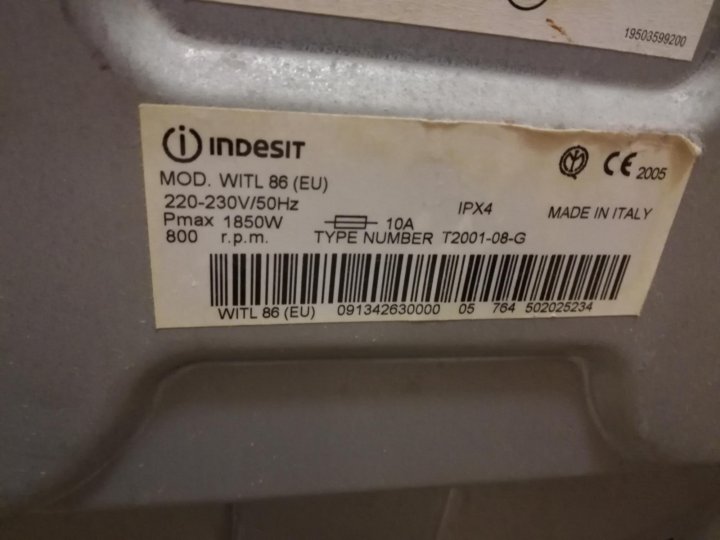 19503599200
INDESIT
CE 2005
MOD. WITL 86 (EU)
220-230V/50Hz
IPX4
MADE IN ITALY
Pmax 1850W
10A
800 r.p.m.
TYPE NUMBER T2001-08-G
WITL 86 (EU) 091342630000 05 764 502025234